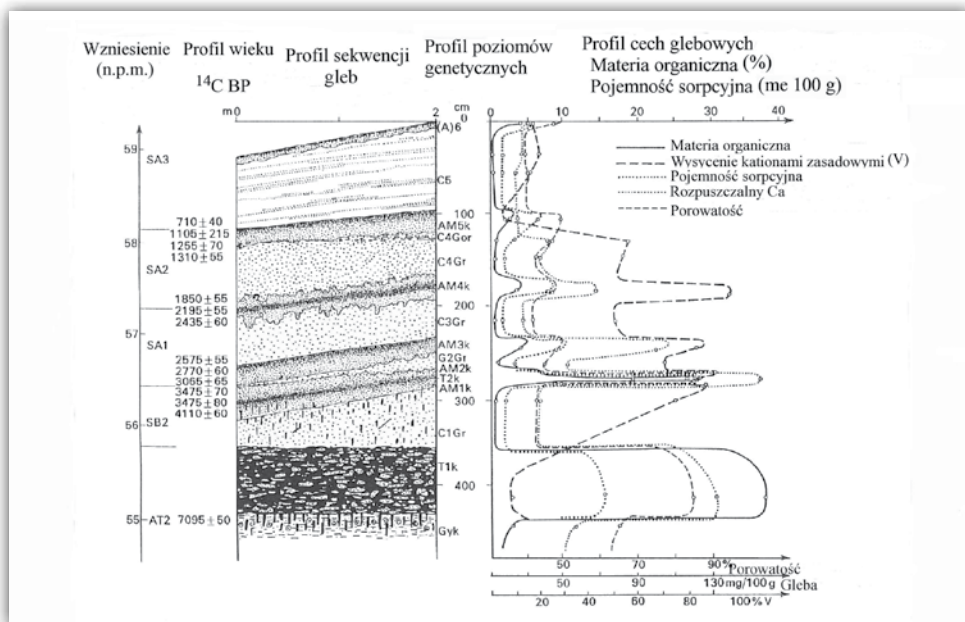 Wzniesienie
(n.p.m.)
Profil wieku
14C BP
Profil sekwencji
gleb
Profil poziomów
genetycznych
Profil cech glebowych
Materia organiczna (%)
Pojemność sorpcyjna (me 100 g)
m 0 2 cm
0
0 10 20 30 40
59
58
57
56
55
SA3
SA2
SA1
SB2
AT2
710 ± 40
1105 ± 215
1255 ± 70
1310 ± 55
1850 ± 55
2195 ± 55
2435 ± 60
2575 ± 55
2770 ± 60
3065 ± 65
3475 ± 70
3475 ± 80
4110 ± 60
7095 ± 50
(A)6
C5
100
AM5k
C4Gor
C4Gr
AM4k
200
C3Gr
AM3k
G2Gr
AM2k
T2k
AM1k
300
C1Gr
T1k
400
Gyk
Materia organiczna
Wysycenie kationami zasadowymi (V)
Pojemność sorpcyjna
Rozpuszczalny Ca
Porowatość
50 70 90% Porowatość
50 90 130 mg/100 g Gleba
20 40 60 80 100% V